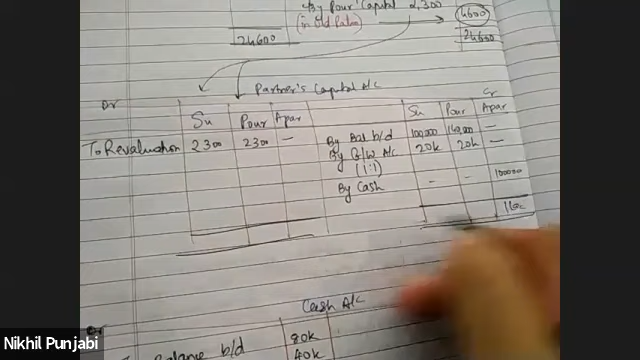 By Pour' Capital 2,300
(in Old Ratio)
4600
24600
24600
Partner's Capital A/C
Dr
Cr
Su Pour Apar
Su Pour Apar
To Revaluation 2300 2300 — By Bal b/d 100,000 —
By G/W A/C 20k 20k —
(1:1)
By Cash - - 100000
Cash A/C
Balance b/d 80k
40k
Nikhil Punjabi